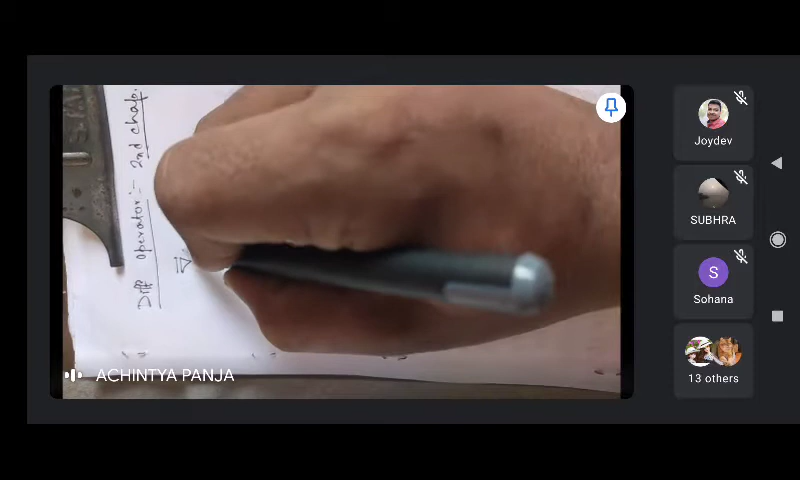 Diff operator:- 2nd chap.
∇
ACHINTYA PANJA
Joydev
SUBHRA
S
Sohana
13 others